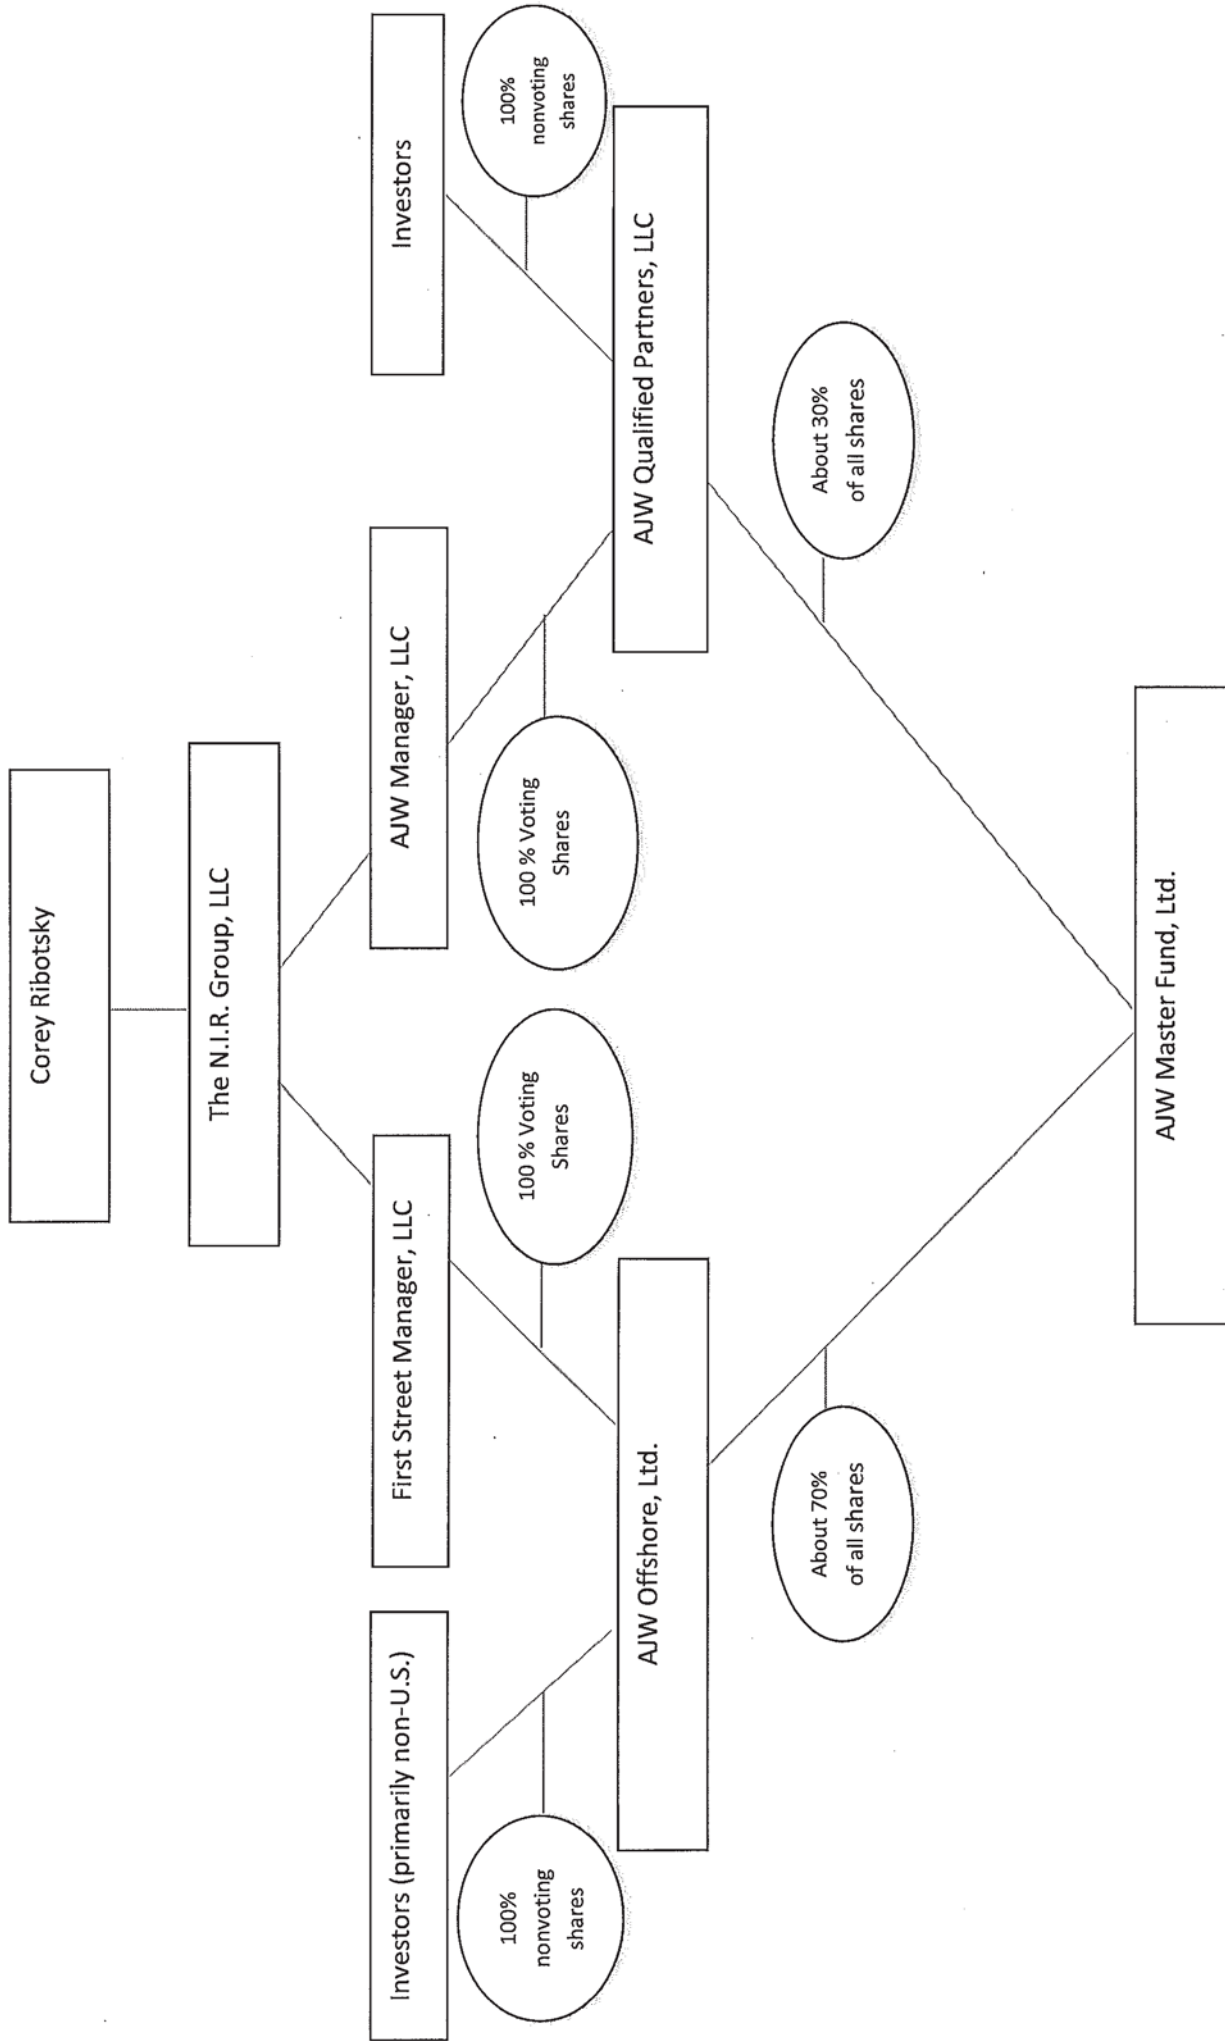 Corey Ribotsky
The N.I.R. Group, LLC
Investors (primarily non-U.S.)
First Street Manager, LLC
AJW Manager, LLC
Investors
100%
nonvoting
shares
100 % Voting
Shares
100 % Voting
Shares
100%
nonvoting
shares
AJW Offshore, Ltd.
AJW Qualified Partners, LLC
About 70%
of all shares
About 30%
of all shares
AJW Master Fund, Ltd.